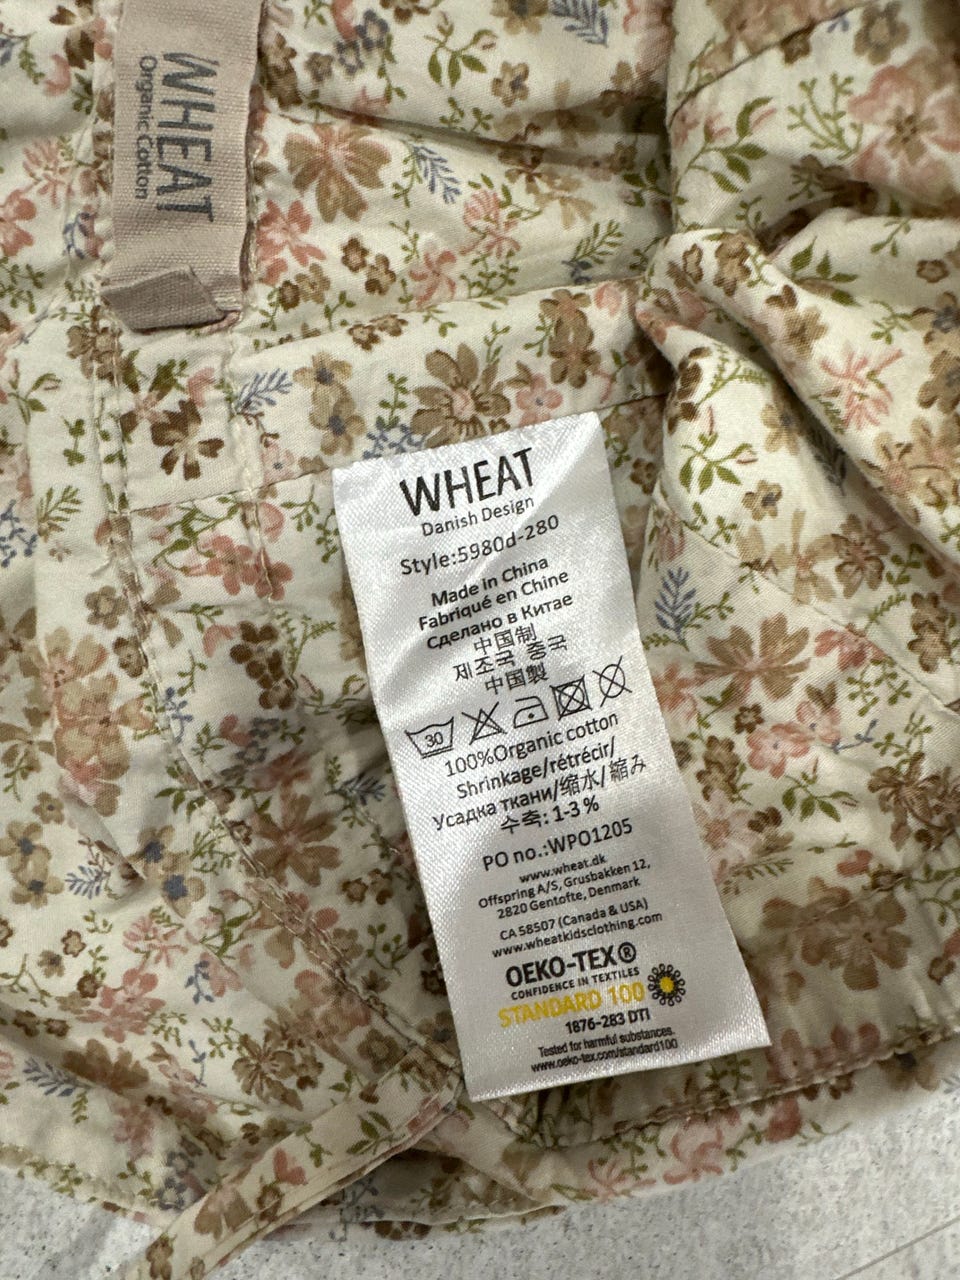 WHEAT
Organic Cotton
WHEAT
Danish Design
Style:5980d-280
Made in China
Fabriqué en Chine
Сделано в Китае
中国制
제조국 중국
中国製
30
100%Organic cotton
Shrinkage/rétrécir/
Усадка ткани/缩水/縮み
수축: 1-3 %
PO no.:WPO1205
www.wheat.dk
Offspring A/S, Grusbakken 12,
2820 Gentofte, Denmark
CA 58507 (Canada & USA)
www.wheatkidsclothing.com
OEKO-TEX®
CONFIDENCE IN TEXTILES
STANDARD 100
1876-283 DTI
Tested for harmful substances.
www.oeko-tex.com/standard100